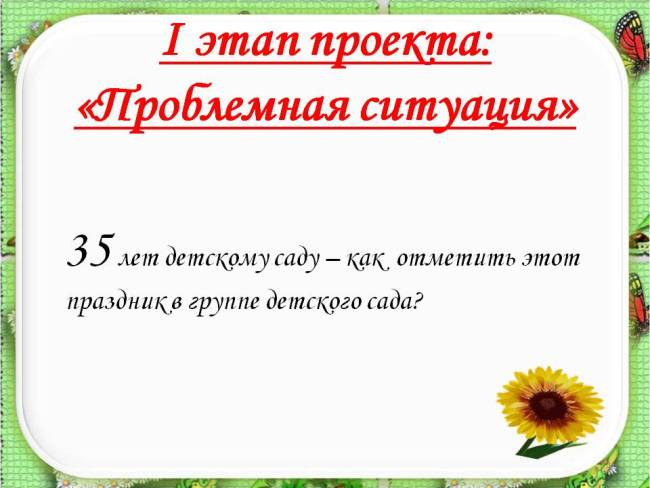 I этап проекта:
«Проблемная ситуация»
35 лет детскому саду – как отметить этот
праздник в группе детского сада?